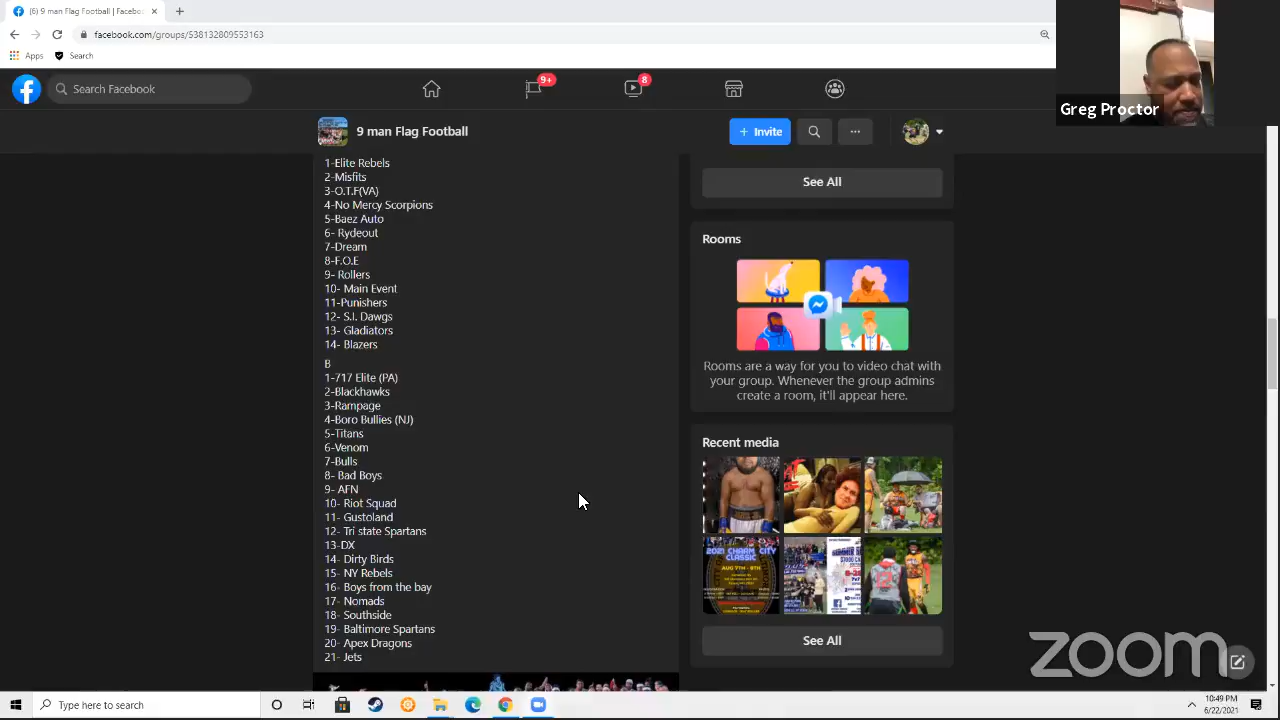 (6) 9 man Flag Football | Facebo
facebook.com/groups/538132809553163
Apps
Search
Search Facebook
9+
8
Greg Proctor
9 man Flag Football
+ Invite
1-Elite Rebels
2-Misfits
3-O.T.F(VA)
4-No Mercy Scorpions
5-Baez Auto
6- Rydeout
7-Dream
8-F.O.E
9- Rollers
10- Main Event
11-Punishers
12- S.I. Dawgs
13- Gladiators
14- Blazers
B
1-717 Elite (PA)
2-Blackhawks
3-Rampage
4-Boro Bullies (NJ)
5-Titans
6-Venom
7-Bulls
8- Bad Boys
9- AFN
10- Riot Squad
11- Gustoland
12- Tri state Spartans
13-DX
14- Dirty Birds
15- NY Rebels
16- Boys from the bay
17- Nomads
18- Southside
19- Baltimore Spartans
20- Apex Dragons
21- Jets
See All
Rooms
Rooms are a way for you to video chat with
your group. Whenever the group admins
create a room, it'll appear here.
Recent media
2021 CHARM CITY
CLASSIC
AUG 7TH - 8TH
See All
zoom
Type here to search
10:49 PM
6/22/2021